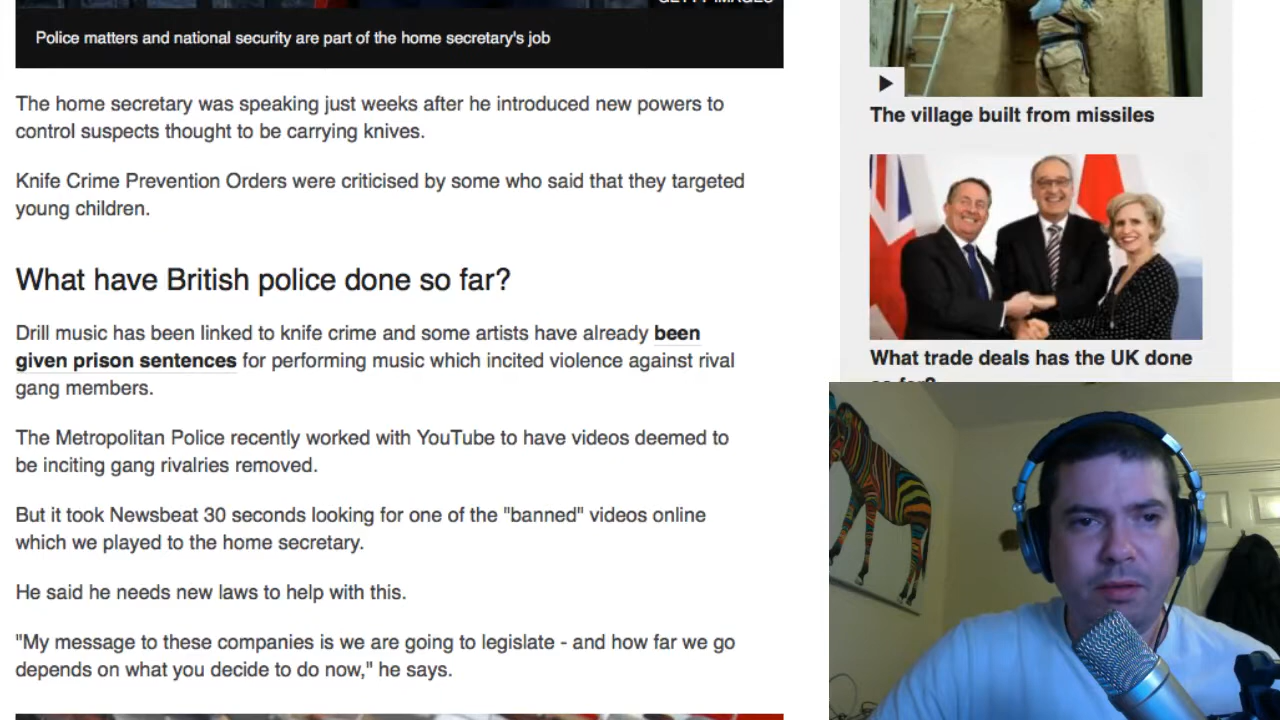 GETTY IMAGES
Police matters and national security are part of the home secretary's job
The home secretary was speaking just weeks after he introduced new powers to
control suspects thought to be carrying knives.
Knife Crime Prevention Orders were criticised by some who said that they targeted
young children.
What have British police done so far?
Drill music has been linked to knife crime and some artists have already been
given prison sentences for performing music which incited violence against rival
gang members.
The Metropolitan Police recently worked with YouTube to have videos deemed to
be inciting gang rivalries removed.
But it took Newsbeat 30 seconds looking for one of the "banned" videos online
which we played to the home secretary.
He said he needs new laws to help with this.
"My message to these companies is we are going to legislate - and how far we go
depends on what you decide to do now," he says.
The village built from missiles
What trade deals has the UK done
so far?